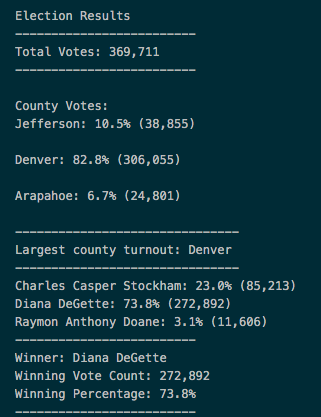 Election Results
-------------------------
Total Votes: 369,711
-------------------------
County Votes:
Jefferson: 10.5% (38,855)
Denver: 82.8% (306,055)
Arapahoe: 6.7% (24,801)
-------------------------------
Largest county turnout: Denver
-------------------------------
Charles Casper Stockham: 23.0% (85,213)
Diana DeGette: 73.8% (272,892)
Raymon Anthony Doane: 3.1% (11,606)
-------------------------
Winner: Diana DeGette
Winning Vote Count: 272,892
Winning Percentage: 73.8%
-------------------------